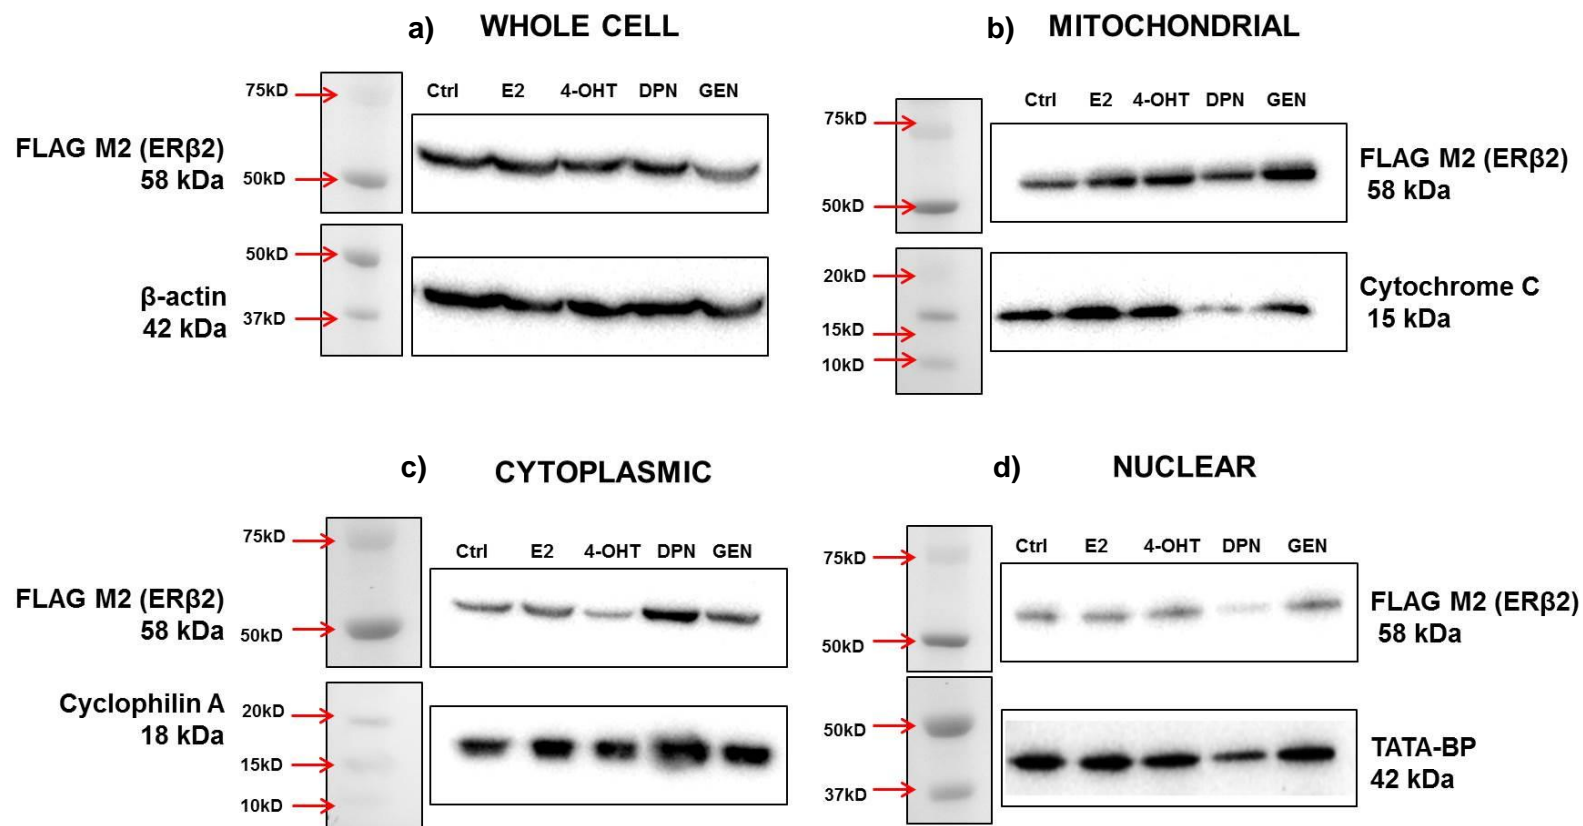 a) WHOLE CELL
75kD
Ctrl E2 4-OHT DPN GEN
FLAG M2 (ERβ2)
58 kDa
50kD
50kD
β-actin
42 kDa
37kD
b) MITOCHONDRIAL
75kD
Ctrl E2 4-OHT DPN GEN
FLAG M2 (ERβ2)
58 kDa
50kD
20kD
Cytochrome C
15 kDa
15kD
10kD
c) CYTOPLASMIC
75kD
Ctrl E2 4-OHT DPN GEN
FLAG M2 (ERβ2)
58 kDa
50kD
Cyclophilin A
18 kDa
20kD
15kD
10kD
d) NUCLEAR
75kD
Ctrl E2 4-OHT DPN GEN
FLAG M2 (ERβ2)
58 kDa
50kD
50kD
TATA-BP
42 kDa
37kD